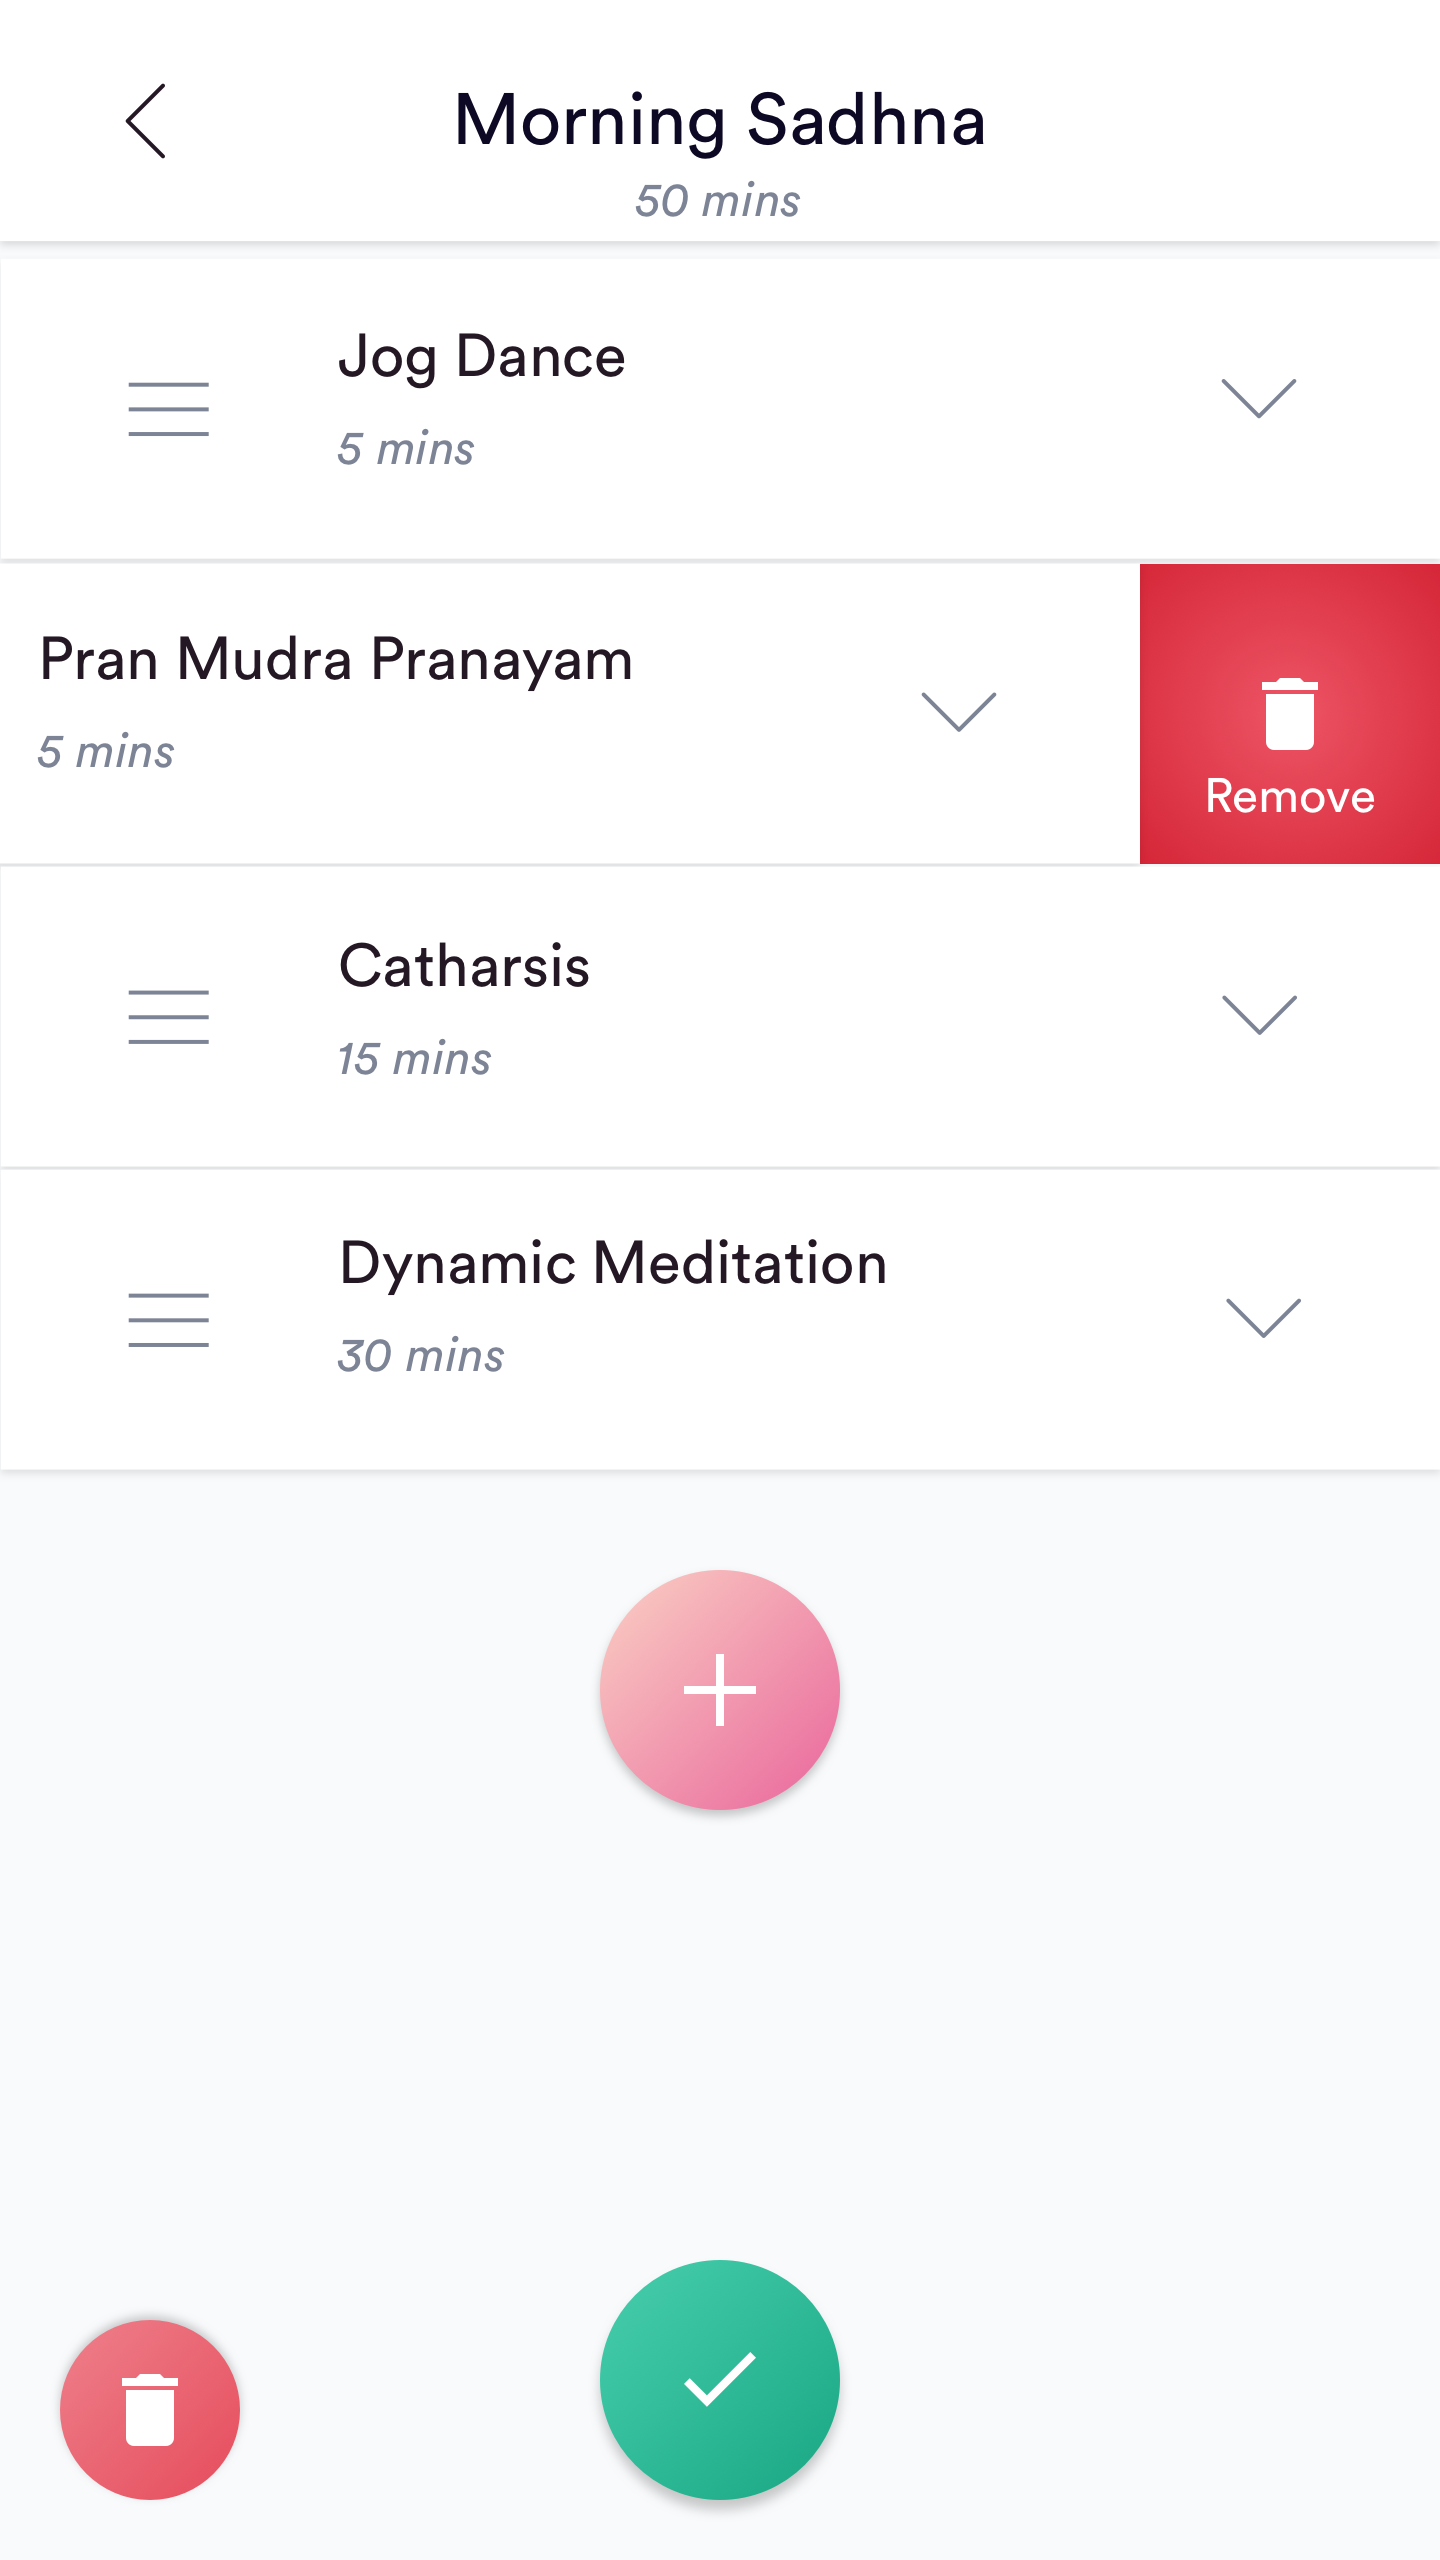 Morning Sadhna
50 mins
Jog Dance
5 mins
Pran Mudra Pranayam
5 mins
Remove
Catharsis
15 mins
Dynamic Meditation
30 mins